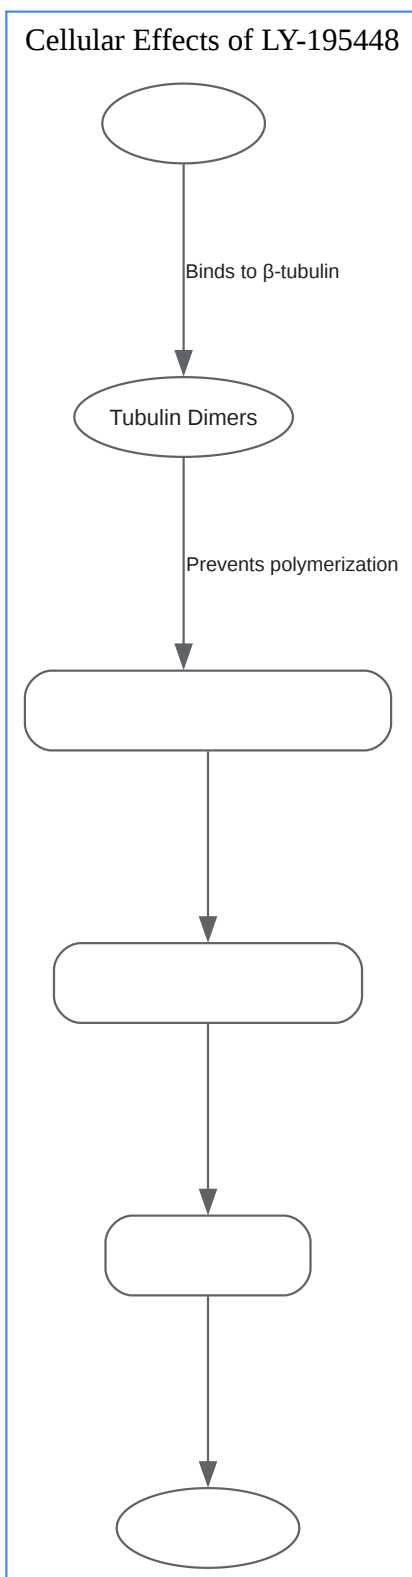 Cellular Effects of LY-195448
Binds to β-tubulin
Tubulin Dimers
Prevents polymerization